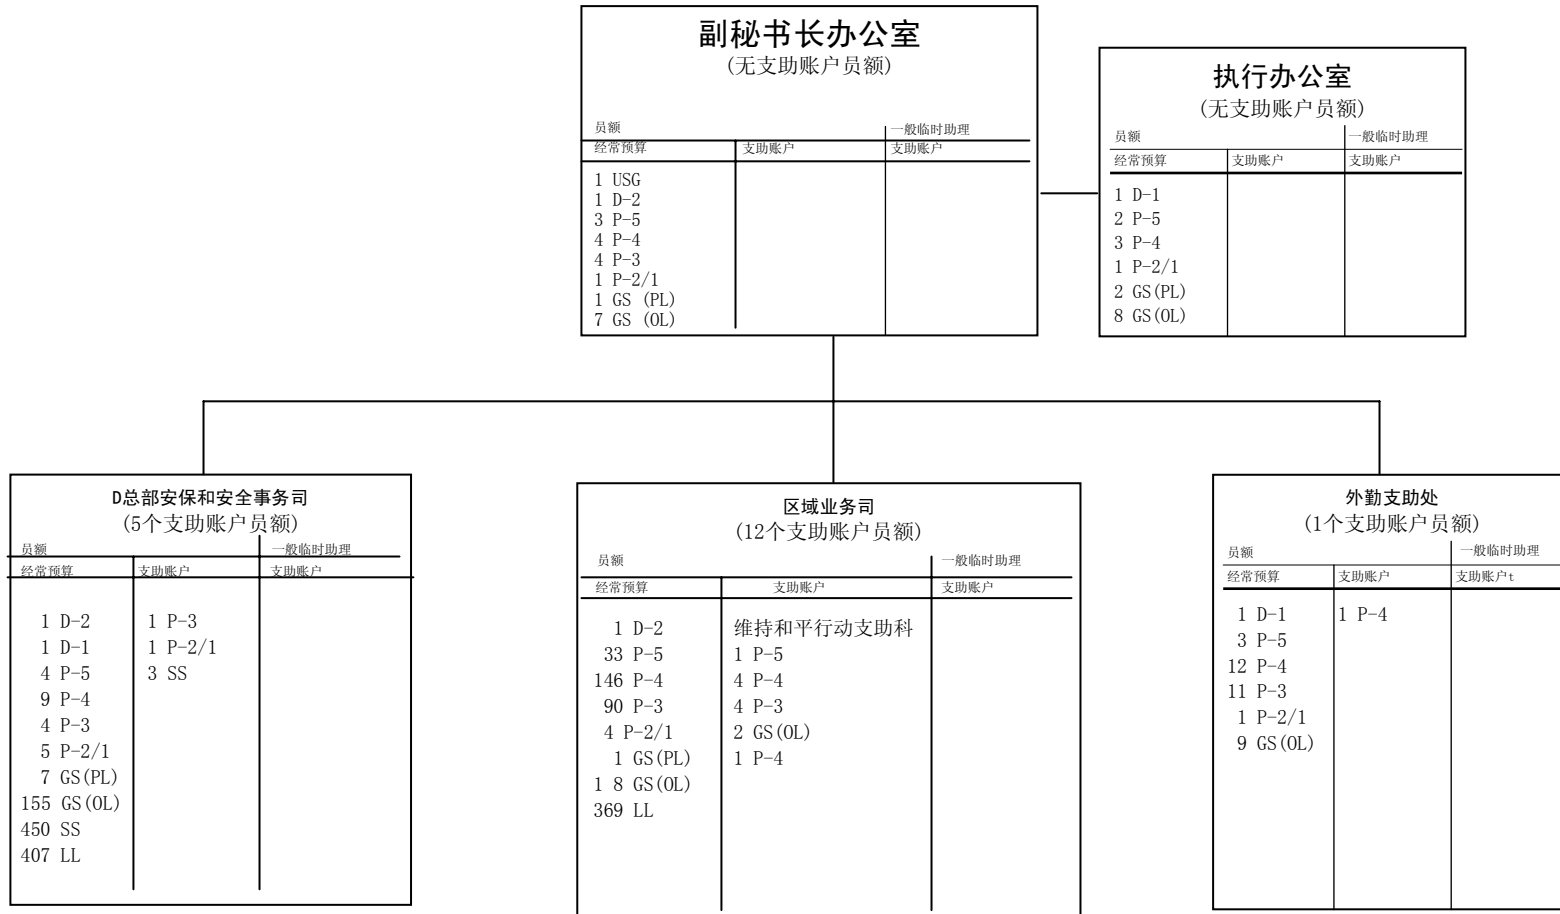 副秘书长办公室
(无支助账户员额)
员额 一般临时助理
经常预算 支助账户 支助账户
1 USG
1 D-2
3 P-5
4 P-4
4 P-3
1 P-2/1
1 GS (PL)
7 GS (OL)
执行办公室
(无支助账户员额)
员额 一般临时助理
经常预算 支助账户 支助账户
1 D-1
2 P-5
3 P-4
1 P-2/1
2 GS(PL)
8 GS(OL)
D总部安保和安全事务司
(5个支助账户员额)
员额 一般临时助理
经常预算 支助账户 支助账户
1 D-2 1 P-3
1 D-1 1 P-2/1
4 P-5 3 SS
9 P-4
4 P-3
5 P-2/1
7 GS(PL)
155 GS(OL)
450 SS
407 LL
区域业务司
(12个支助账户员额)
员额 一般临时助理
经常预算 支助账户 支助账户
1 D-2 维持和平行动支助科
33 P-5 1 P-5
146 P-4 4 P-4
90 P-3 4 P-3
4 P-2/1 2 GS(OL)
1 GS(PL) 1 P-4
1 8 GS(OL)
369 LL
外勤支助处
(1个支助账户员额)
员额 一般临时助理
经常预算 支助账户 支助账户t
1 D-1 1 P-4
3 P-5
12 P-4
11 P-3
1 P-2/1
9 GS(OL)